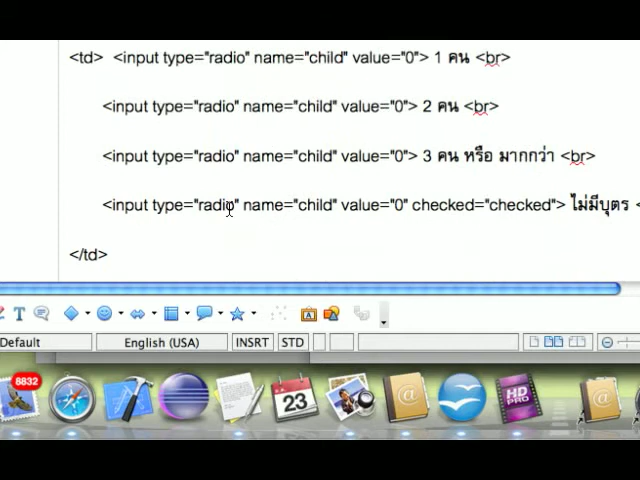 <td> <input type="radio" name="child" value="0"> 1 คน <br>
<input type="radio" name="child" value="0"> 2 คน <br>
<input type="radio" name="child" value="0"> 3 คน หรือ มากกว่า <br>
<input type="radio" name="child" value="0" checked="checked"> ไม่มีบุตร <
</td>
Default English (USA) INSRT STD
8832
23
HD PRO